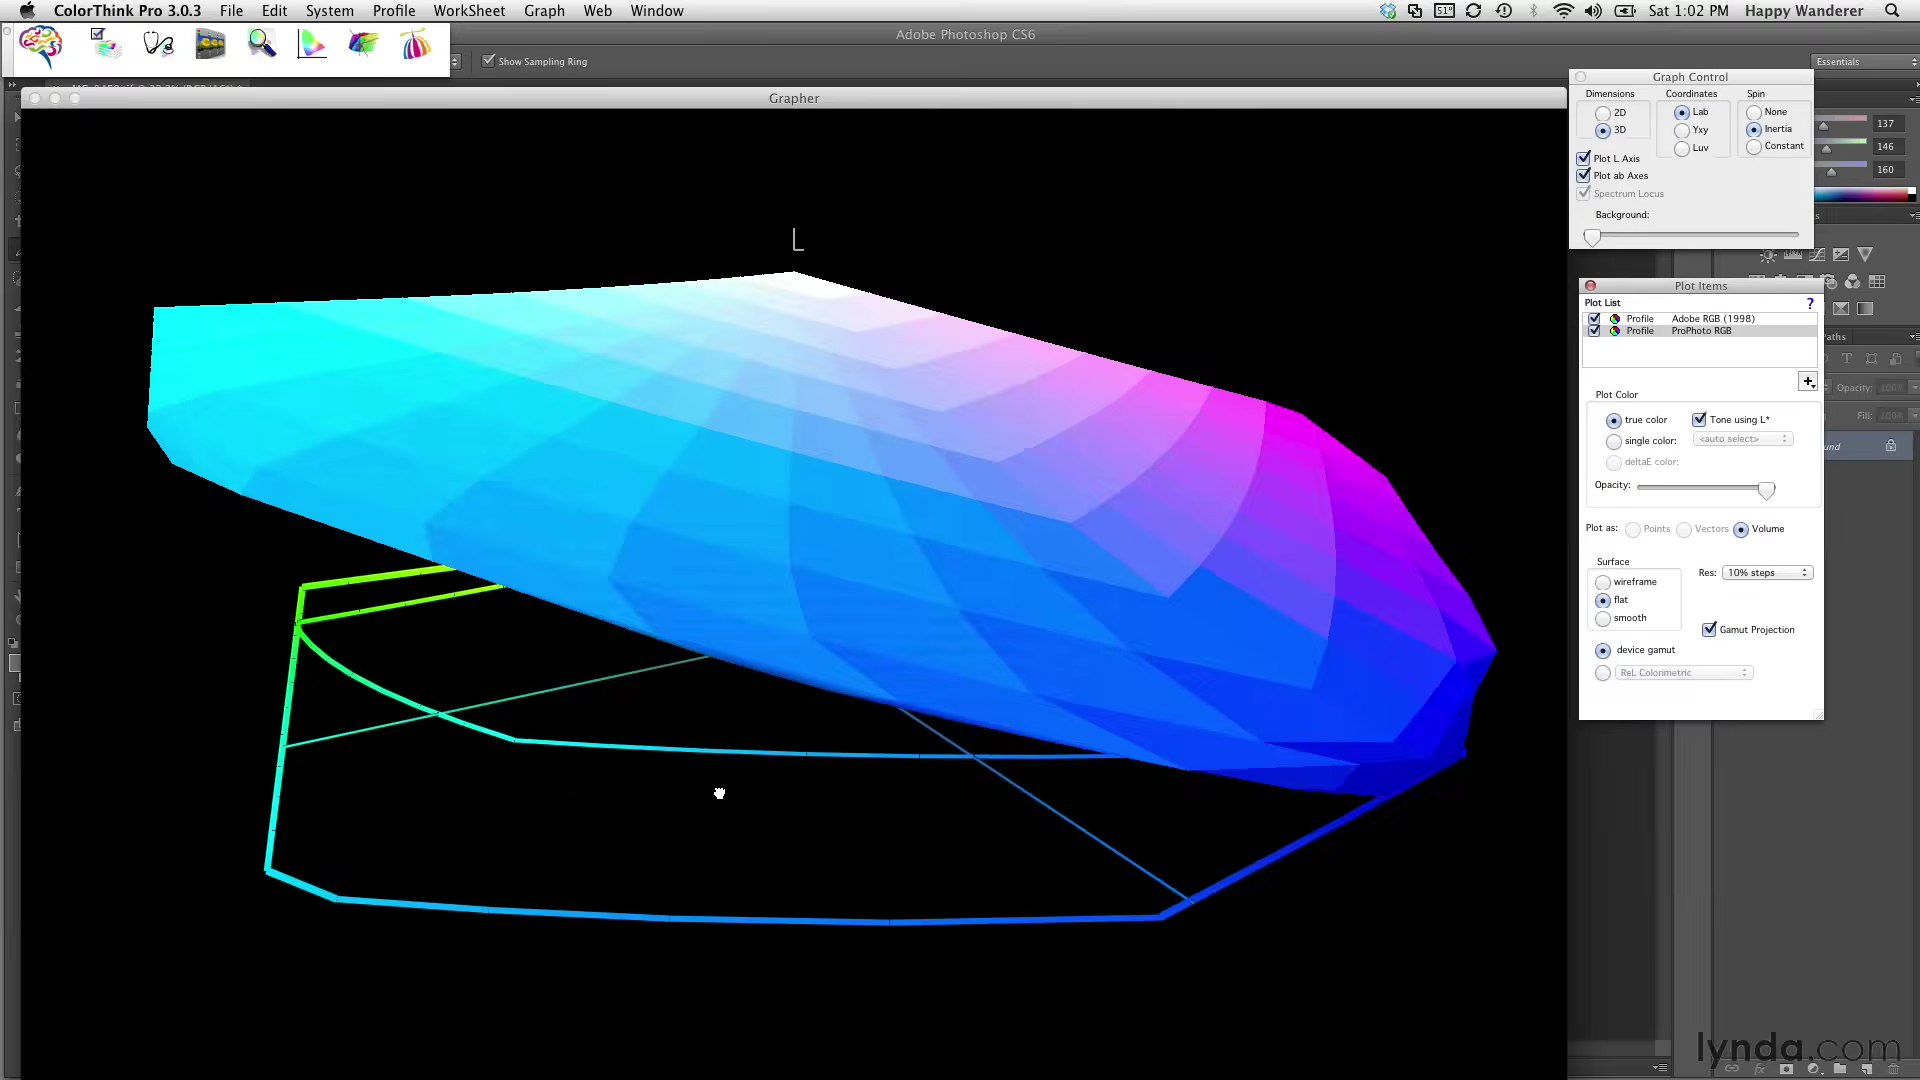 ColorThink Pro 3.0.3 File Edit System Profile WorkSheet Graph Web Window
51° Sat 1:02 PM Happy Wanderer
Adobe Photoshop CS6
Show Sampling Ring
Essentials
Grapher
L
Graph Control
Dimensions Coordinates Spin
2D Lab None
3D Yxy Inertia
Luv Constant
Plot L Axis
Plot ab Axes
Spectrum Locus
Background:
137
146
160
Plot Items
Plot List ?
Profile Adobe RGB (1998)
Profile ProPhoto RGB
Plot Color
true color Tone using L*
single color: <auto select>
deltaE color:
Opacity:
Plot as: Points Vectors Volume
Surface
wireframe
flat
smooth
Res: 10% steps
Gamut Projection
device gamut
Rel. Colorimetric
Paths
Opacity: 100%
Fill:
lynda.com
fx